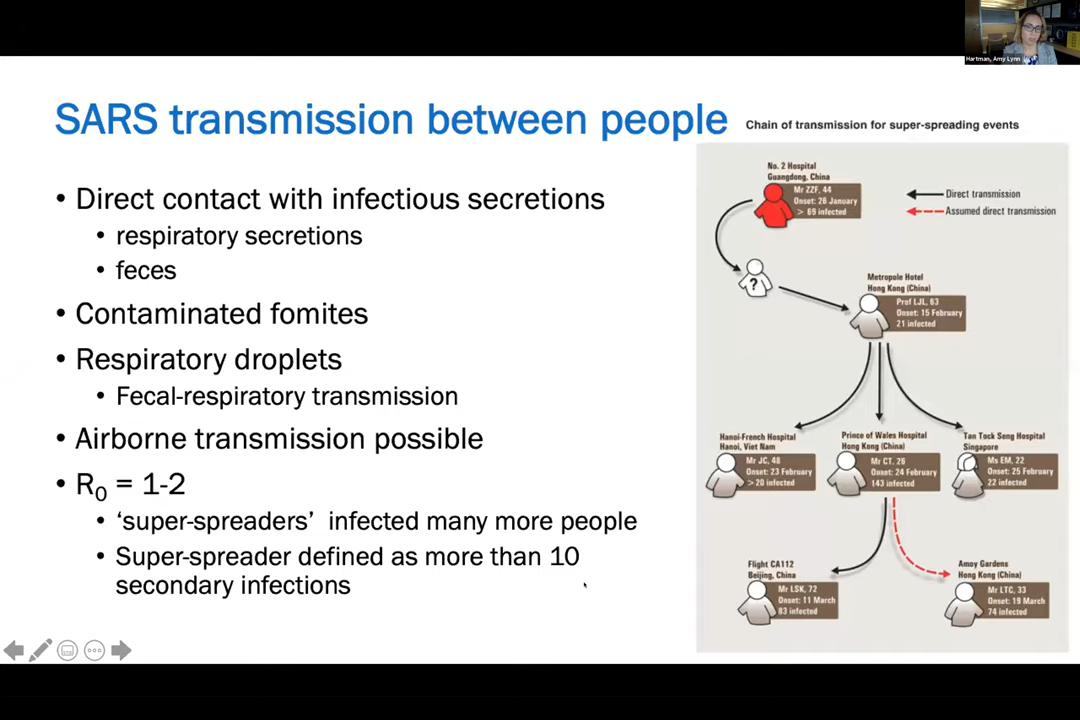 Hartman, Amy Lynn
SARS transmission between people
• Direct contact with infectious secretions
• respiratory secretions
• feces
• Contaminated fomites
• Respiratory droplets
• Fecal-respiratory transmission
• Airborne transmission possible
• R0 = 1-2
• ‘super-spreaders’ infected many more people
• Super-spreader defined as more than 10
secondary infections
Chain of transmission for super-spreading events
No. 2 Hospital
Guangdong, China
Mr ZZF, 44
Onset: 26 January
> 69 infected
Direct transmission
Assumed direct transmission
?
Metropole Hotel
Hong Kong (China)
Prof LJL, 63
Onset: 15 February
21 infected
Hanoi-French Hospital
Hanoi, Viet Nam
Mr JC, 48
Onset: 23 February
> 20 infected
Prince of Wales Hospital
Hong Kong (China)
Mr CT, 26
Onset: 24 February
143 infected
Tan Tock Seng Hospital
Singapore
Ms EM, 22
Onset: 25 February
22 infected
Flight CA112
Beijing, China
Mr LSK, 72
Onset: 11 March
83 infected
Amoy Gardens
Hong Kong (China)
Mr LTC, 33
Onset: 19 March
74 infected